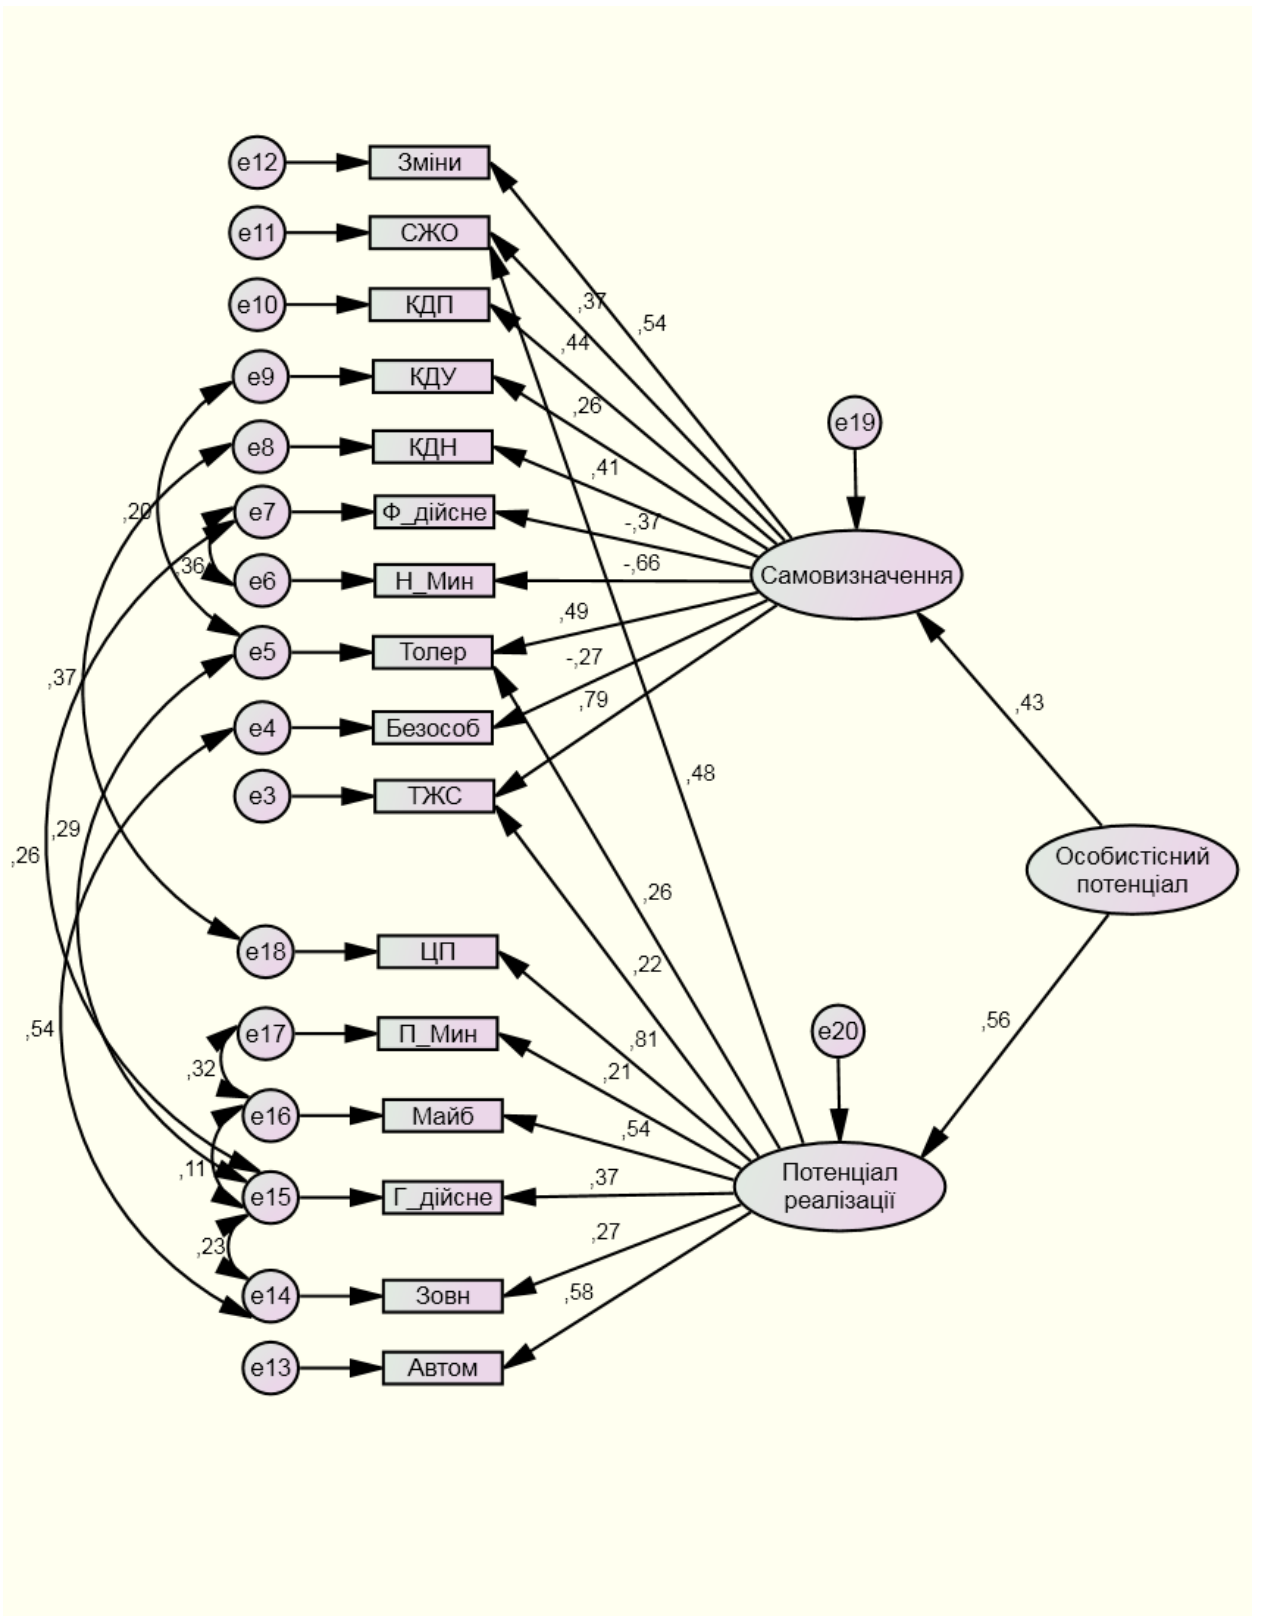 e12
Зміни
e11
СЖО
e10
КДП
,37
,54
,44
e9
КДУ
,26
e19
e8
КДН
,41
,20
e7
Ф_дійсне
-,37
,36
e6
Н_Мин
-,66
Самовизначення
e5
Толер
,49
-,27
,37
,79
,43
e4
Безособ
e3
ТЖС
,48
,29
,26
Особистісний
потенціал
,26
e18
ЦП
,22
,54
e17
П_Мин
,81
e20
,56
,32
,21
e16
Майб
,54
,11
e15
Г_дійсне
,37
Потенціал
реалізації
,23
,27
e14
Зовн
,58
e13
Автом